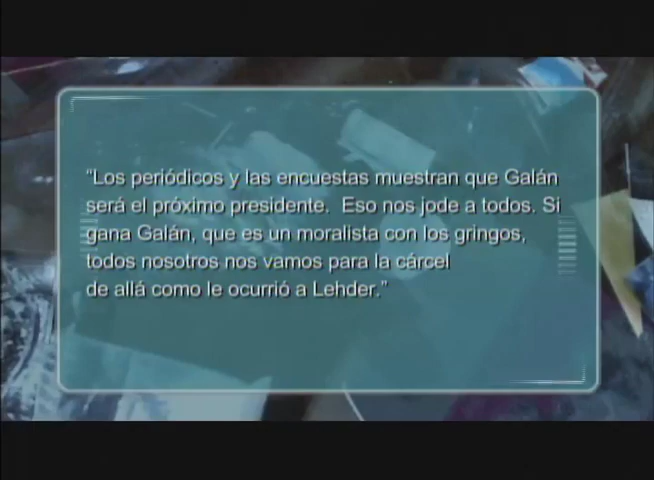 “Los periódicos y las encuestas muestran que Galán
será el próximo presidente. Eso nos jode a todos. Si
gana Galán, que es un moralista con los gringos,
todos nosotros nos vamos para la cárcel
de allá como le ocurrió a Lehder.”